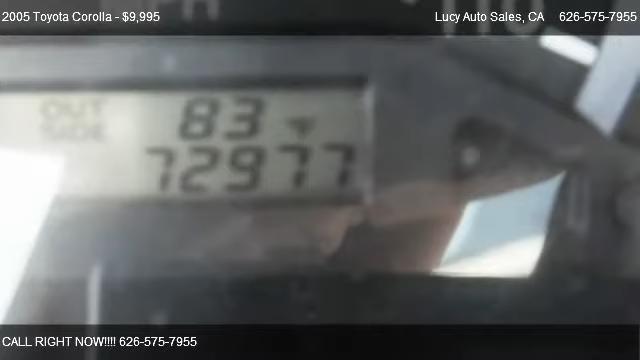 2005 Toyota Corolla - $9,995
Lucy Auto Sales, CA 626-575-7955
OUT SIDE 83 °F
72977
CALL RIGHT NOW!!!! 626-575-7955